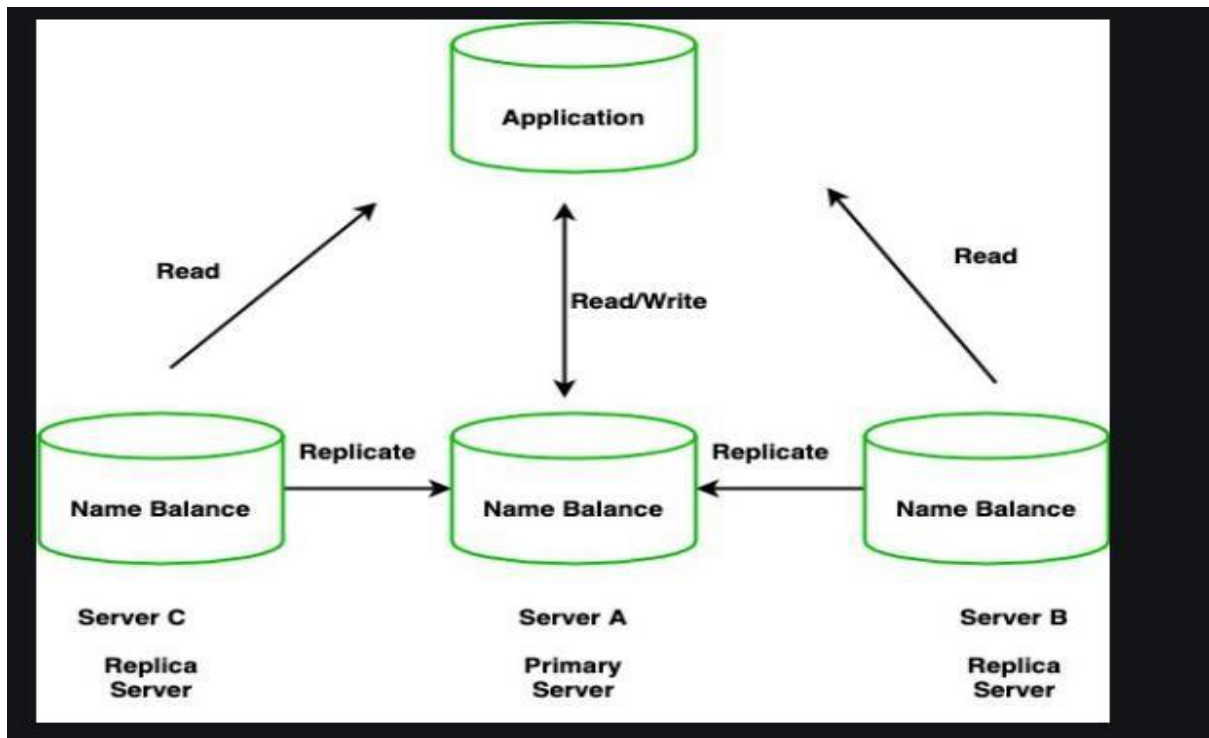 Application
Read
Read
Read/Write
Replicate
Replicate
Name Balance
Name Balance
Name Balance
Server C
Server A
Server B
Replica
Server
Primary
Server
Replica
Server